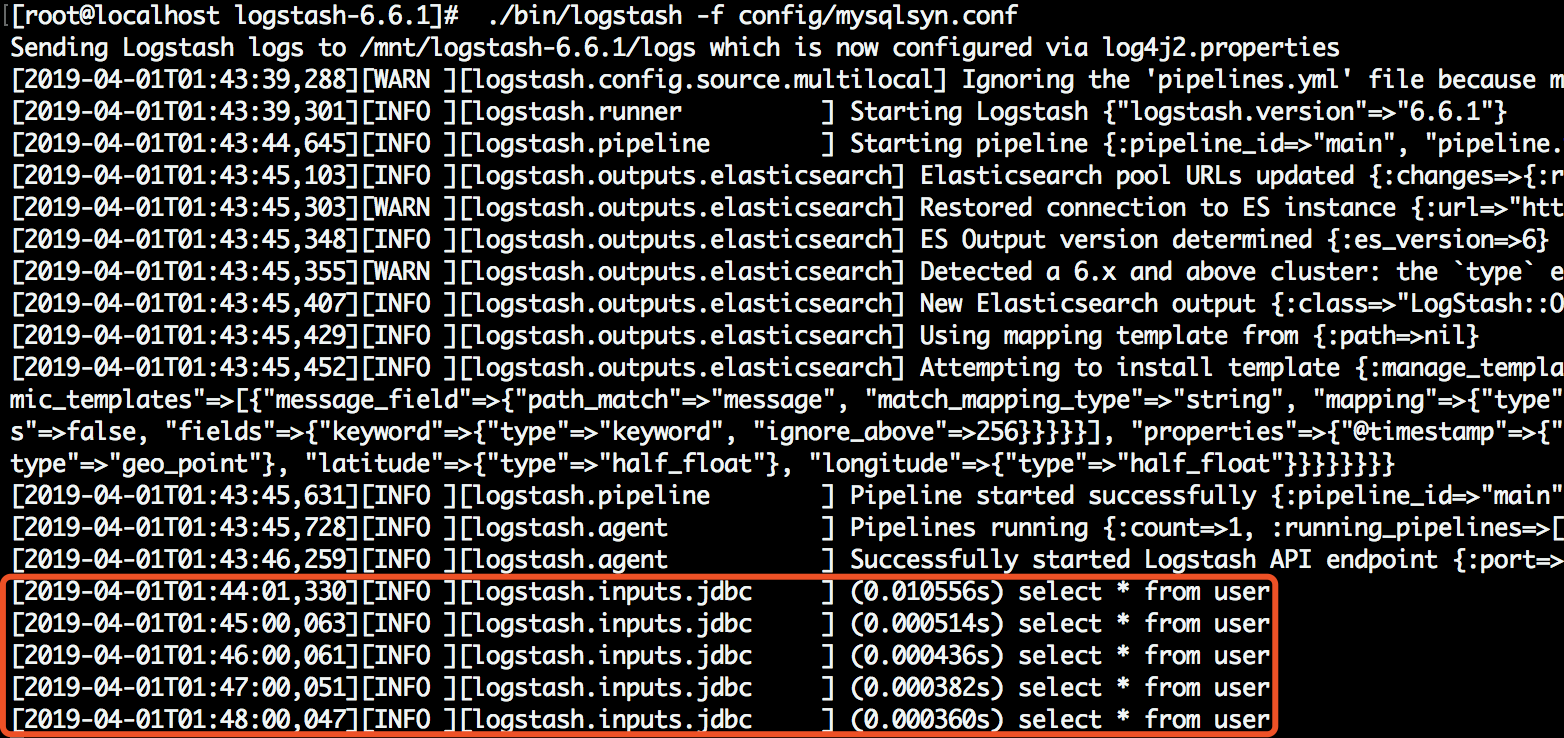 [root@localhost logstash-6.6.1]#  ./bin/logstash -f config/mysqlsyn.conf
Sending Logstash logs to /mnt/logstash-6.6.1/logs which is now configured via log4j2.properties
[2019-04-01T01:43:39,288][WARN ][logstash.config.source.multilocal] Ignoring the 'pipelines.yml' file because m
[2019-04-01T01:43:39,301][INFO ][logstash.runner          ] Starting Logstash {"logstash.version"=>"6.6.1"}
[2019-04-01T01:43:44,645][INFO ][logstash.pipeline        ] Starting pipeline {:pipeline_id=>"main", "pipeline.
[2019-04-01T01:43:45,103][INFO ][logstash.outputs.elasticsearch] Elasticsearch pool URLs updated {:changes=>{:r
[2019-04-01T01:43:45,303][WARN ][logstash.outputs.elasticsearch] Restored connection to ES instance {:url=>"htt
[2019-04-01T01:43:45,348][INFO ][logstash.outputs.elasticsearch] ES Output version determined {:es_version=>6}
[2019-04-01T01:43:45,355][WARN ][logstash.outputs.elasticsearch] Detected a 6.x and above cluster: the `type` e
[2019-04-01T01:43:45,407][INFO ][logstash.outputs.elasticsearch] New Elasticsearch output {:class=>"LogStash::O
[2019-04-01T01:43:45,429][INFO ][logstash.outputs.elasticsearch] Using mapping template from {:path=>nil}
[2019-04-01T01:43:45,452][INFO ][logstash.outputs.elasticsearch] Attempting to install template {:manage_templa
mic_templates"=>[{"message_field"=>{"path_match"=>"message", "match_mapping_type"=>"string", "mapping"=>{"type"
s"=>false, "fields"=>{"keyword"=>{"type"=>"keyword", "ignore_above"=>256}}}}}], "properties"=>{"@timestamp"=>{"
type"=>"geo_point"}, "latitude"=>{"type"=>"half_float"}, "longitude"=>{"type"=>"half_float"}}}}}}}}
[2019-04-01T01:43:45,631][INFO ][logstash.pipeline        ] Pipeline started successfully {:pipeline_id=>"main"
[2019-04-01T01:43:45,728][INFO ][logstash.agent           ] Pipelines running {:count=>1, :running_pipelines=>[
[2019-04-01T01:43:46,259][INFO ][logstash.agent           ] Successfully started Logstash API endpoint {:port=>
[2019-04-01T01:44:01,330][INFO ][logstash.inputs.jdbc     ] (0.010556s) select * from user
[2019-04-01T01:45:00,063][INFO ][logstash.inputs.jdbc     ] (0.000514s) select * from user
[2019-04-01T01:46:00,061][INFO ][logstash.inputs.jdbc     ] (0.000436s) select * from user
[2019-04-01T01:47:00,051][INFO ][logstash.inputs.jdbc     ] (0.000382s) select * from user
[2019-04-01T01:48:00,047][INFO ][logstash.inputs.jdbc     ] (0.000360s) select * from user